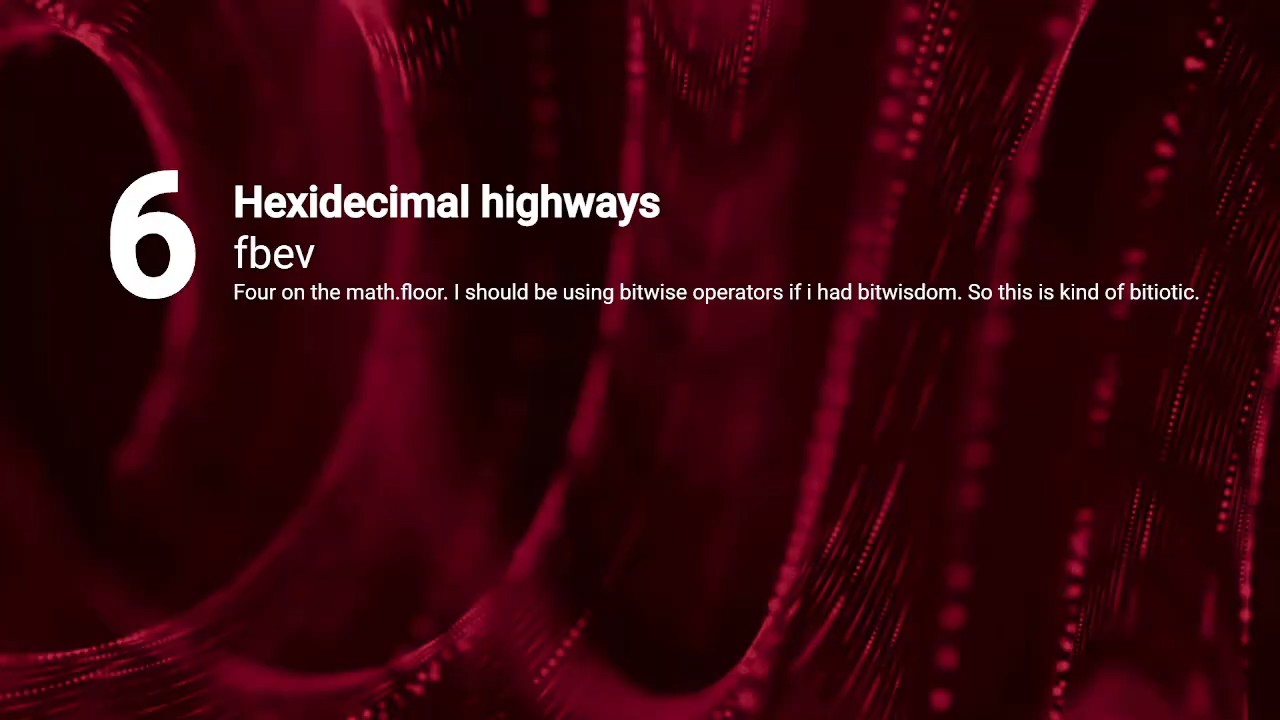 6
Hexidecimal highways
fbev
Four on the math.floor. I should be using bitwise operators if i had bitwisdom. So this is kind of bitiotic.